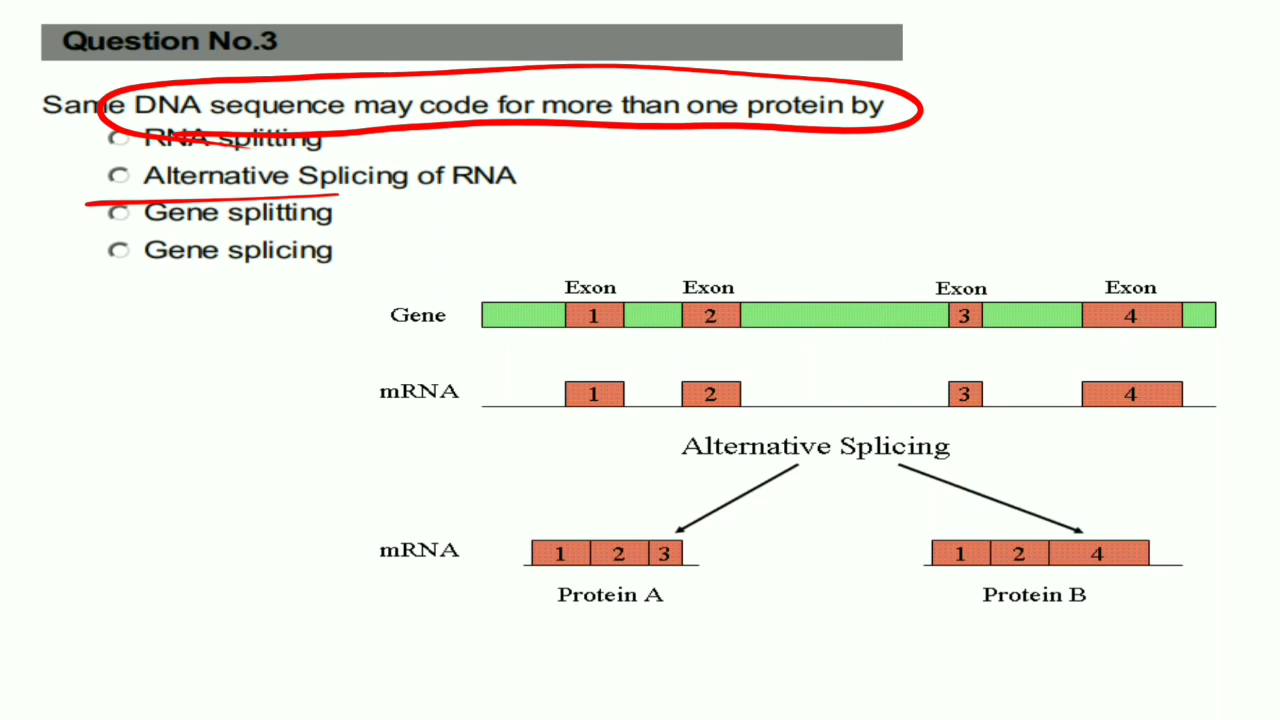 Question No.3
Same DNA sequence may code for more than one protein by
RNA splitting
Alternative Splicing of RNA
Gene splitting
Gene splicing
Exon Exon Exon Exon
Gene 1 2 3 4
mRNA 1 2 3 4
Alternative Splicing
mRNA 1 2 3 1 2 4
Protein A Protein B